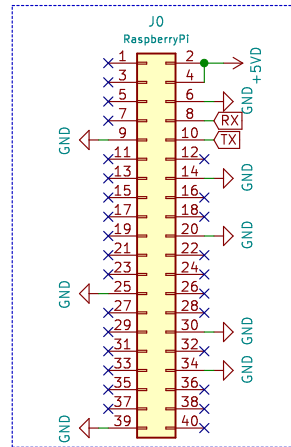 J0
RaspberryPi
1 2 +5VD
3 4
5 6 GND
7 8 RX
GND 9 10 TX
11 12
13 14 GND
15 16
17 18
19 20 GND
21 22
23 24
GND 25 26
27 28
29 30 GND
31 32
33 34 GND
35 36
37 38
GND 39 40